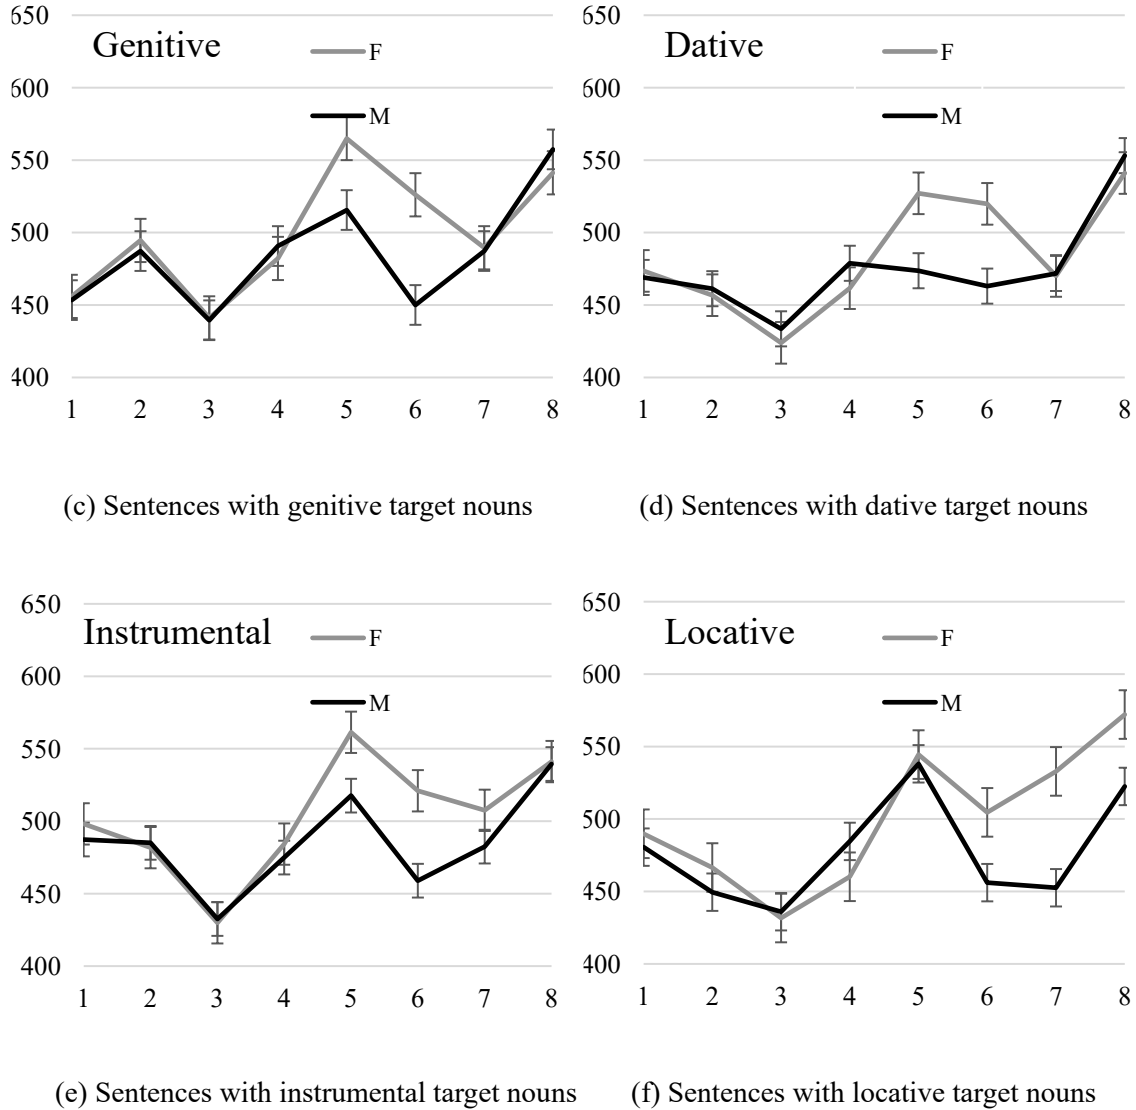 Genitive
F
M
650
600
550
500
450
400
1 2 3 4 5 6 7 8
(c) Sentences with genitive target nouns
Dative
F
M
650
600
550
500
450
400
1 2 3 4 5 6 7 8
(d) Sentences with dative target nouns
Instrumental
F
M
650
600
550
500
450
400
1 2 3 4 5 6 7 8
(e) Sentences with instrumental target nouns
Locative
F
M
650
600
550
500
450
400
1 2 3 4 5 6 7 8
(f) Sentences with locative target nouns